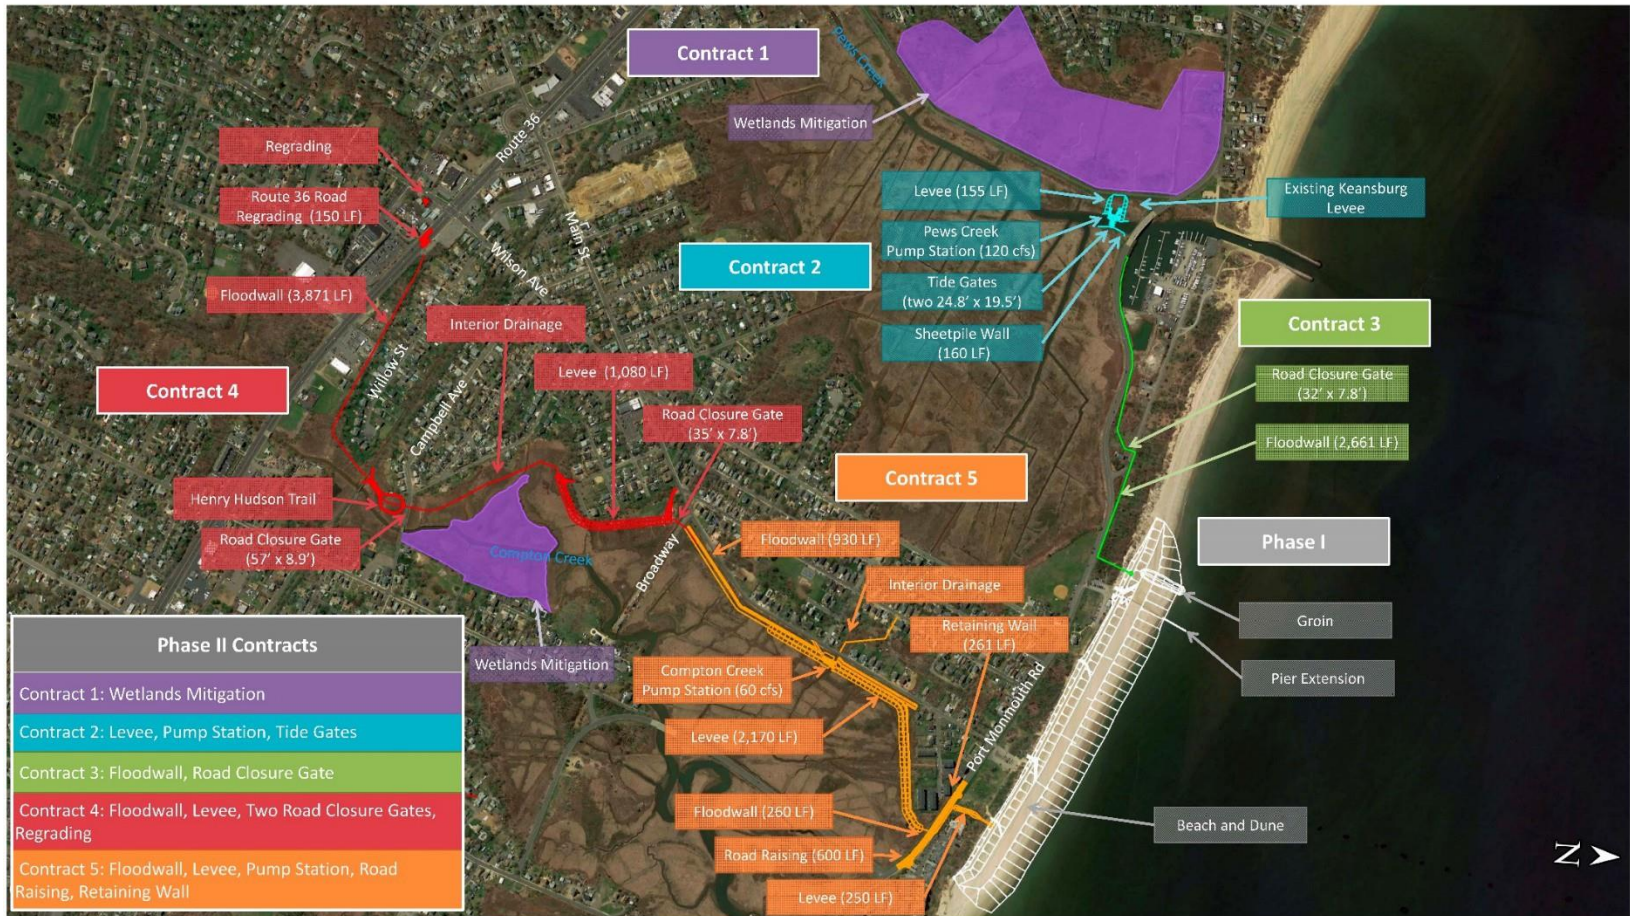 Contract 1
Pews Creek
Wetlands Mitigation
Regrading
Route 36
Route 36 Road
Regrading (150 LF)
Main St
Wilson Ave
Levee (155 LF)
Existing Keansburg
Levee
Pews Creek
Pump Station (120 cfs)
Contract 2
Tide Gates
(two 24.8' x 19.5')
Floodwall (3,871 LF)
Interior Drainage
Sheetpile Wall
(160 LF)
Contract 3
Willow St
Levee (1,080 LF)
Contract 4
Campbell Ave
Road Closure Gate
(35' x 7.8')
Road Closure Gate
(32' x 7.8')
Floodwall (2,661 LF)
Contract 5
Henry Hudson Trail
Road Closure Gate
(57' x 8.9')
Compton Creek
Broadway
Floodwall (930 LF)
Phase I
Interior Drainage
Groin
Retaining Wall
(261 LF)
Wetlands Mitigation
Compton Creek
Pump Station (60 cfs)
Pier Extension
Port Monmouth Rd
Levee (2,170 LF)
Floodwall (260 LF)
Beach and Dune
Road Raising (600 LF)
Levee (250 LF)
N
Phase II Contracts
Contract 1: Wetlands Mitigation
Contract 2: Levee, Pump Station, Tide Gates
Contract 3: Floodwall, Road Closure Gate
Contract 4: Floodwall, Levee, Two Road Closure Gates,
Regrading
Contract 5: Floodwall, Levee, Pump Station, Road
Raising, Retaining Wall